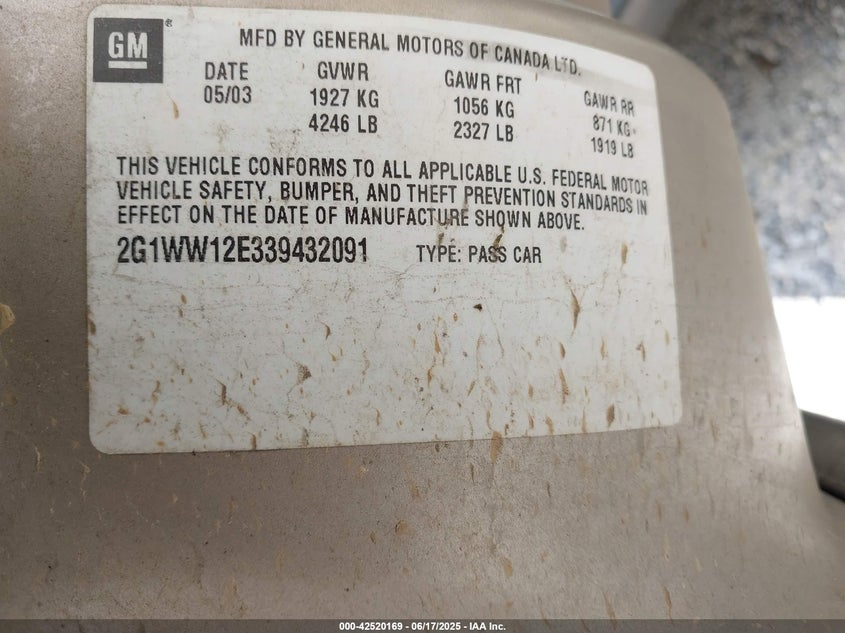 GM®
MFD BY GENERAL MOTORS OF CANADA LTD.
DATE GVWR GAWR FRT GAWR RR
05/03 1927 KG 1056 KG 871 KG
4246 LB 2327 LB 1919 LB
THIS VEHICLE CONFORMS TO ALL APPLICABLE U.S. FEDERAL MOTOR
VEHICLE SAFETY, BUMPER, AND THEFT PREVENTION STANDARDS IN
EFFECT ON THE DATE OF MANUFACTURE SHOWN ABOVE.
2G1WW12E339432091 TYPE: PASS CAR
000-42520169 - 06/17/2025 - IAA Inc.